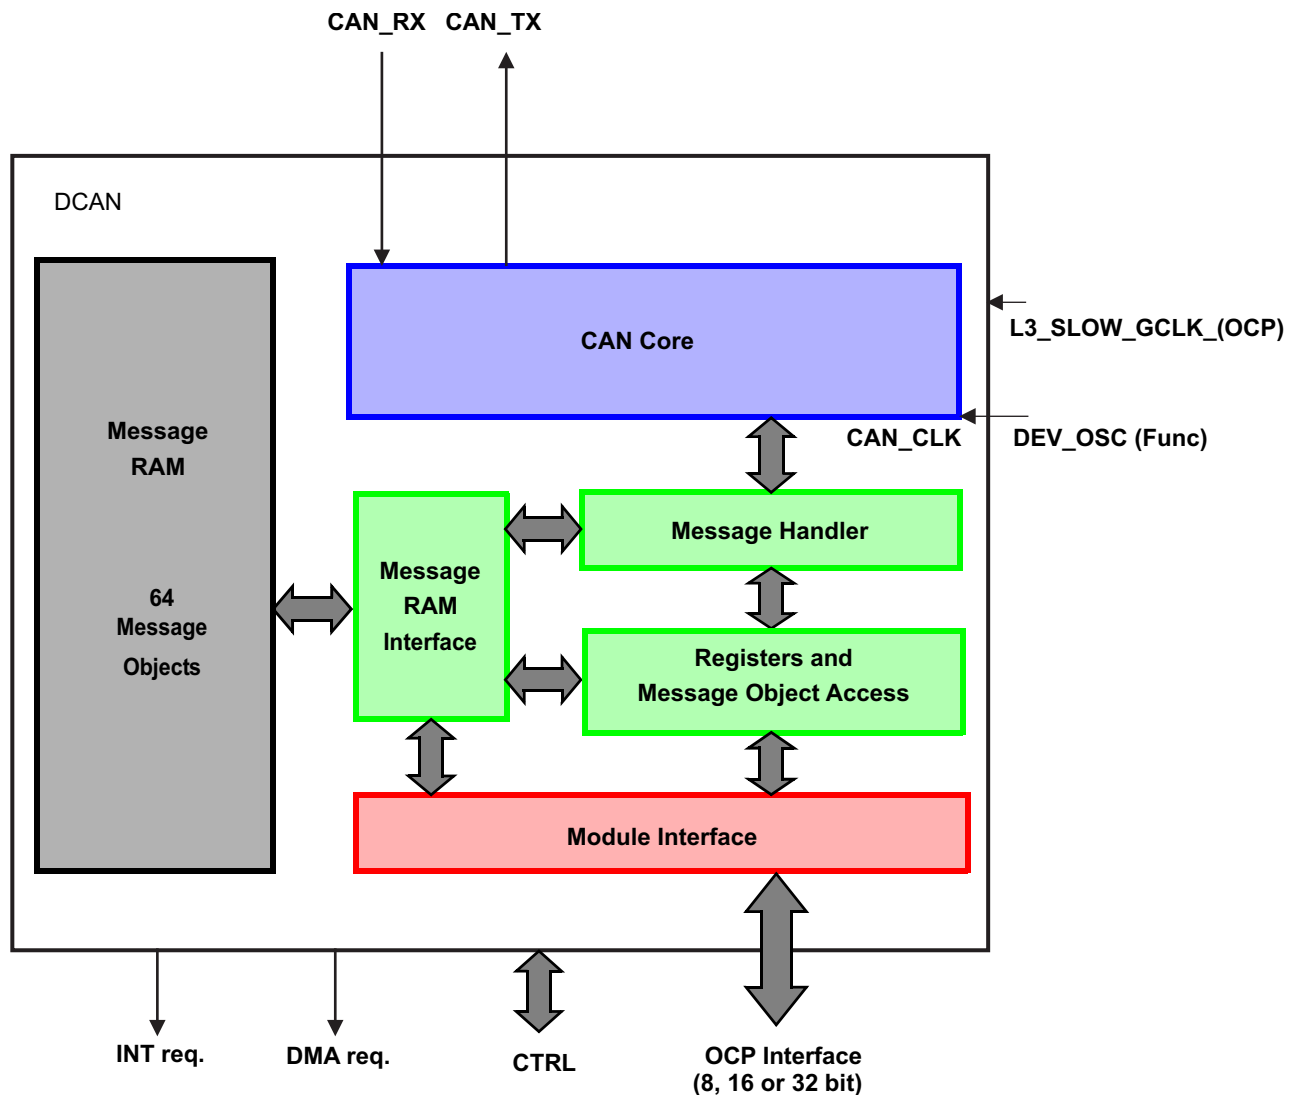 CAN_RX CAN_TX
DCAN
CAN Core
L3_SLOW_GCLK_(OCP)
CAN_CLK
DEV_OSC (Func)
Message
RAM
64
Message
Objects
Message Handler
Message
RAM
Interface
Registers and
Message Object Access
Module Interface
INT req.
DMA req.
CTRL
OCP Interface
(8, 16 or 32 bit)